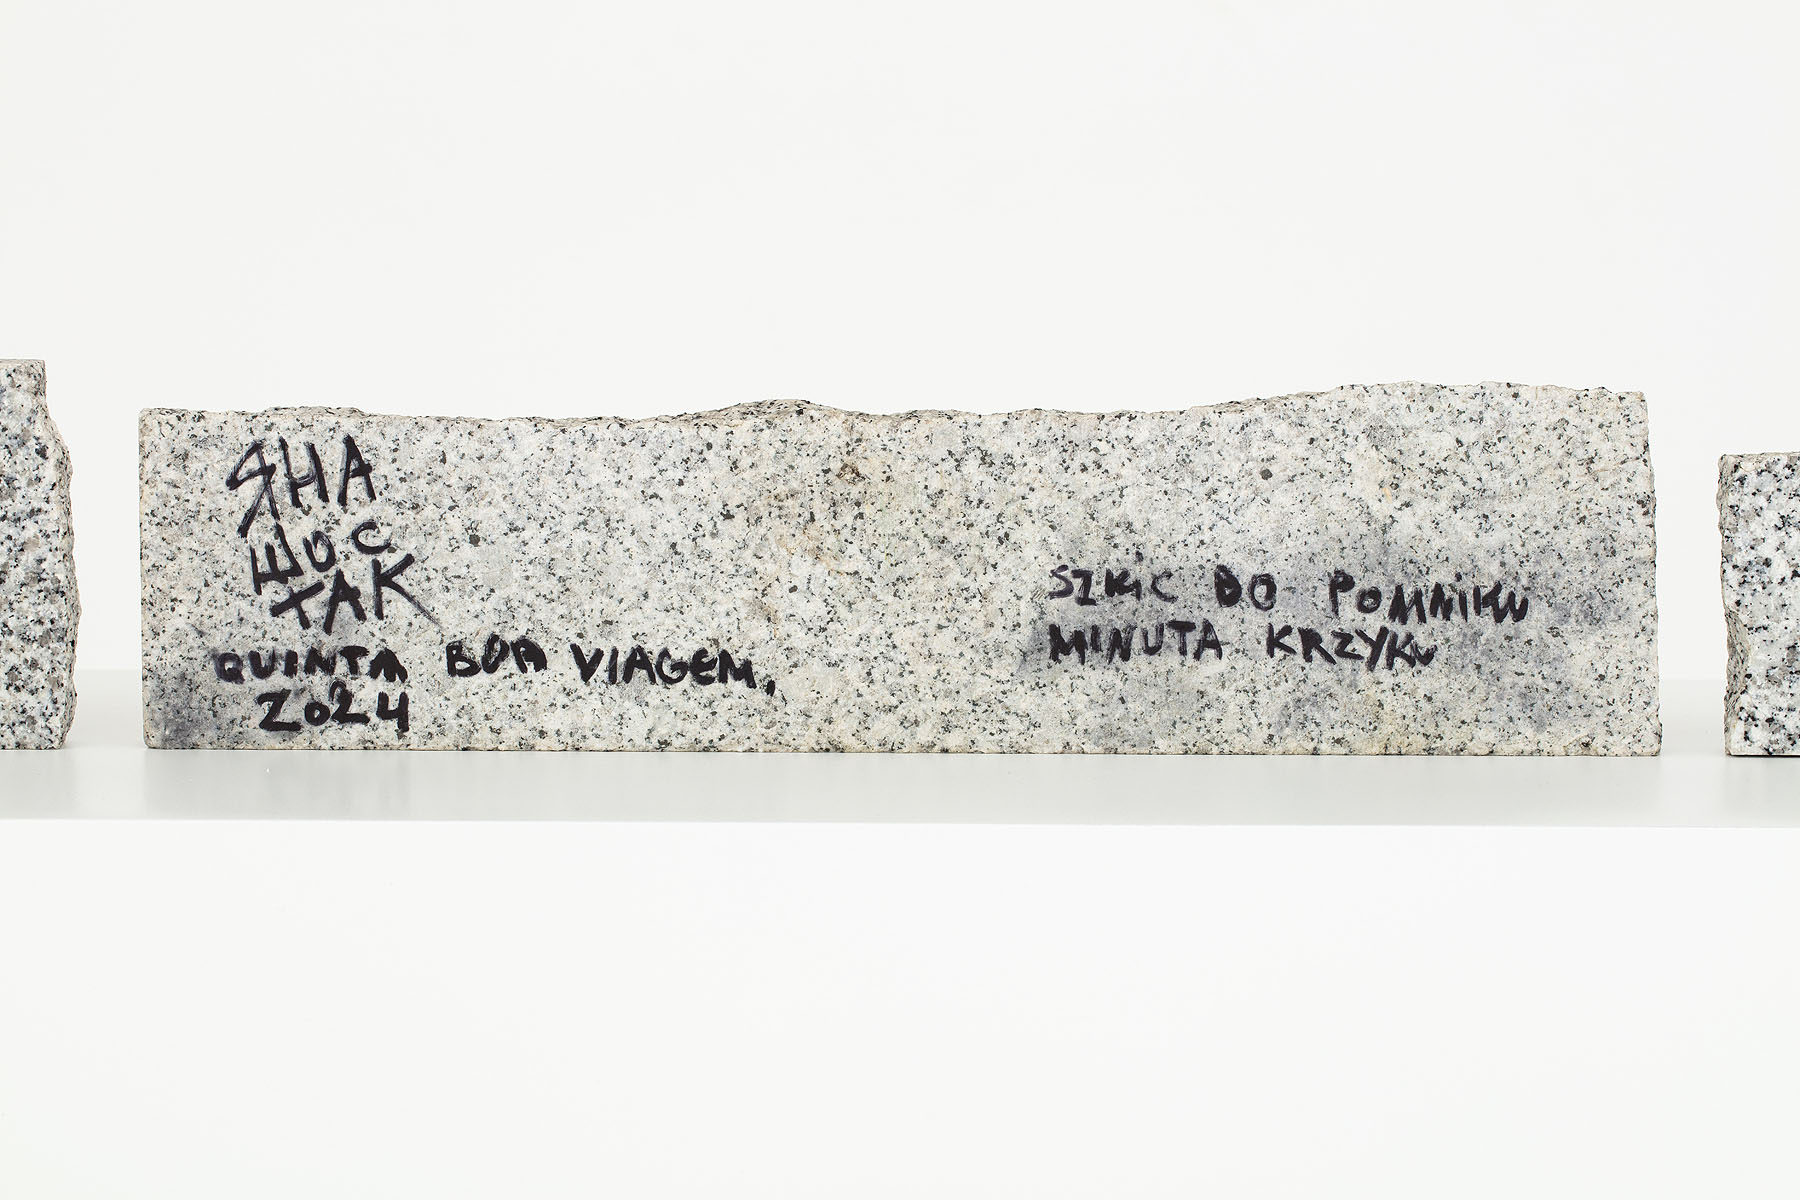 ЯНА
ШОС
ТАК
QUINTA BOA VIAGEM,
2024
SZKiC DO POMNiKU
MINUTA KRZYKU